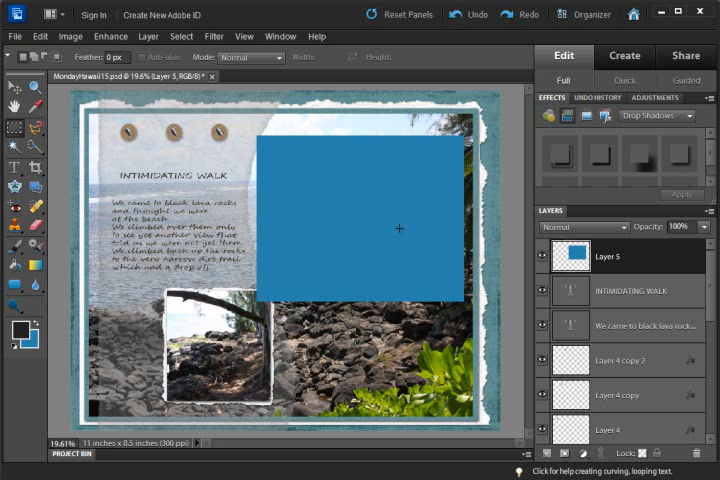 Sign In
Create New Adobe ID
Reset Panels
Undo
Redo
Organizer
File Edit Image Enhance Layer Select Filter View Window Help
Feather: 0 px
Anti-alias
Mode: Normal
Width:
Height:
Edit
Create
Share
Full
Quick
Guided
MondayHawaii15.psd @ 19.6% (Layer 5, RGB/8) *
EFFECTS
UNDO HISTORY
ADJUSTMENTS
Drop Shadows
Apply
INTIMIDATING WALK
We came to black lava rocks
and thought we were
at the beach.
We climbed over them only
to see yet another view that
told us we were not yet there.
We climbed back up the rocks
to the very narrow dirt trail
which had a drop of
LAYERS
Normal
Opacity: 100%
Layer 5
INTIMIDATING WALK
We came to black lava rock...
Layer 4 copy 2
Layer 4 copy
Layer 4
Lock:
19.61%
11 inches x 8.5 inches (300 ppi)
PROJECT BIN
Click for help creating curving, looping text.